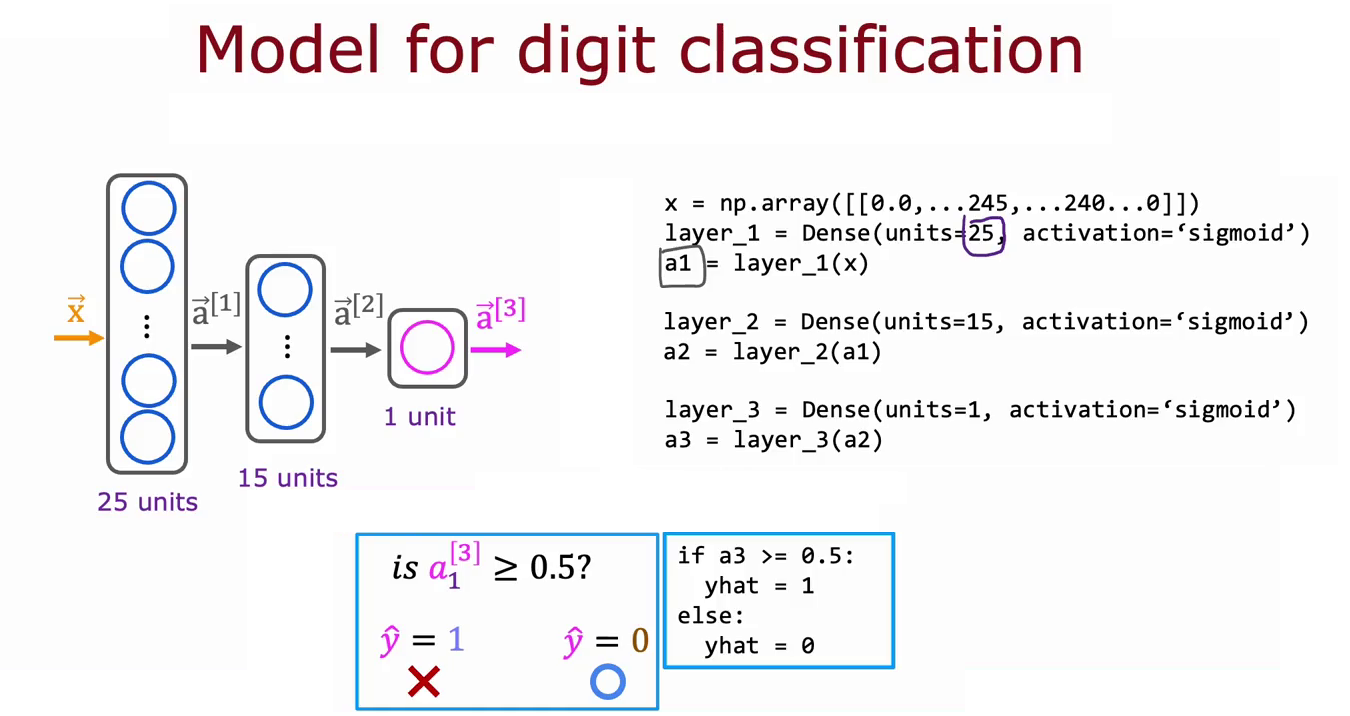 Model for digit classification
x⃗
a⃗[1]
a⃗[2]
a⃗[3]
25 units
15 units
1 unit
x = np.array([[0.0,...245,...240...0]])
layer_1 = Dense(units=25, activation=‘sigmoid’)
a1 = layer_1(x)
layer_2 = Dense(units=15, activation=‘sigmoid’)
a2 = layer_2(a1)
layer_3 = Dense(units=1, activation=‘sigmoid’)
a3 = layer_3(a2)
is a₁[3] ≥ 0.5?
ŷ = 1 ŷ = 0
if a3 >= 0.5:
yhat = 1
else:
yhat = 0